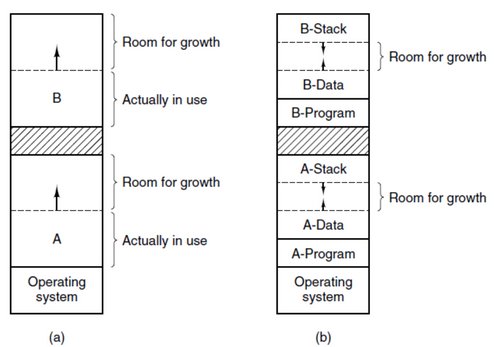 Room for growth
B
Actually in use
Room for growth
A
Actually in use
Operating
system
(a)
B-Stack
Room for growth
B-Data
B-Program
A-Stack
Room for growth
A-Data
A-Program
Operating
system
(b)